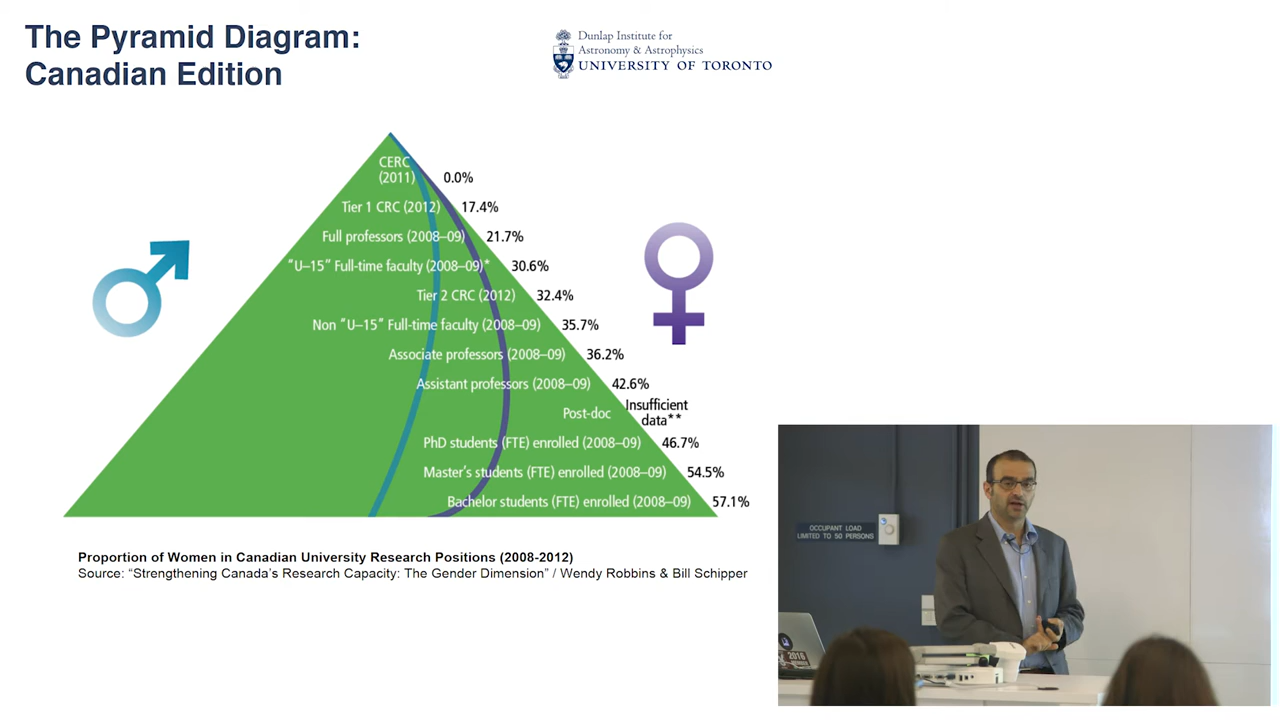 The Pyramid Diagram:
Canadian Edition
Dunlap Institute for
Astronomy & Astrophysics
UNIVERSITY OF TORONTO
CERC
(2011) 0.0%
Tier 1 CRC (2012) 17.4%
Full professors (2008–09) 21.7%
“U–15” Full-time faculty (2008–09)* 30.6%
Tier 2 CRC (2012) 32.4%
Non “U–15” Full-time faculty (2008–09) 35.7%
Associate professors (2008–09) 36.2%
Assistant professors (2008–09) 42.6%
Post-doc Insufficient
data**
PhD students (FTE) enrolled (2008–09) 46.7%
Master’s students (FTE) enrolled (2008–09) 54.5%
Bachelor students (FTE) enrolled (2008–09) 57.1%
Proportion of Women in Canadian University Research Positions (2008-2012)
Source: “Strengthening Canada’s Research Capacity: The Gender Dimension” / Wendy Robbins & Bill Schipper
OCCUPANT LOAD
LIMITED TO 50 PERSONS
2016